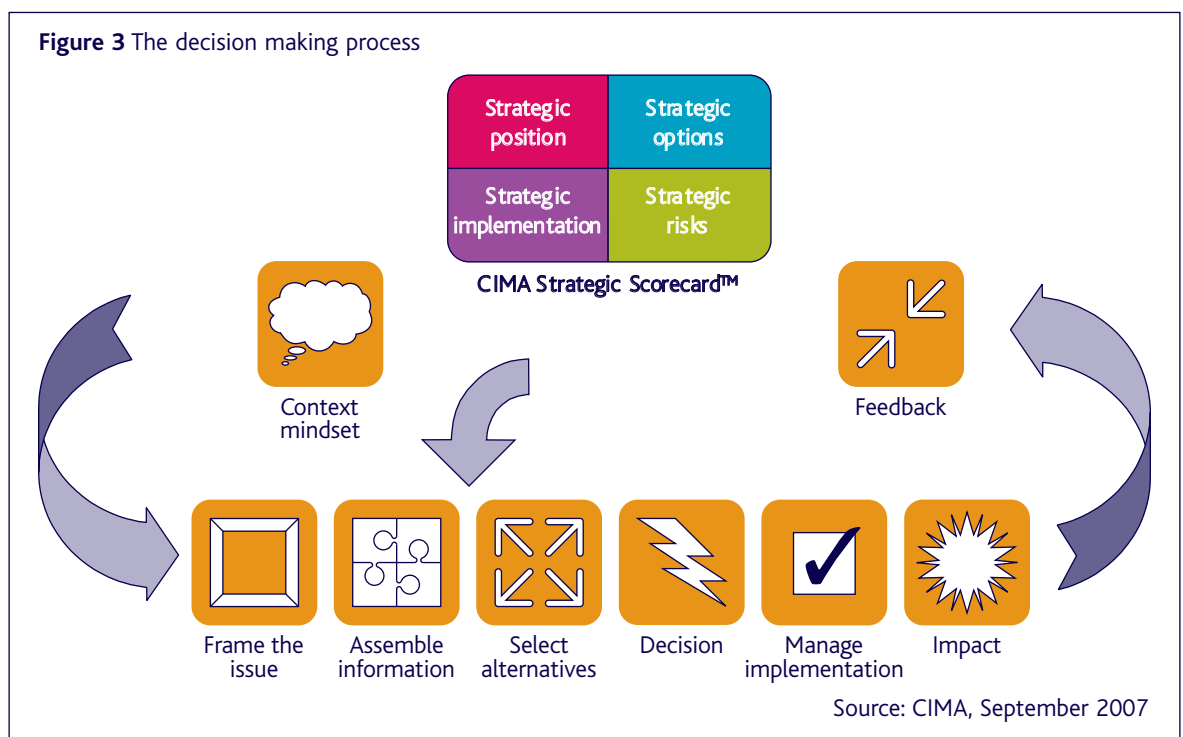 Figure 3 The decision making process
Strategic
position
Strategic
options
Strategic
implementation
Strategic
risks
CIMA Strategic Scorecard™
Context
mindset
Feedback
Frame the
issue
Assemble
information
Select
alternatives
Decision
Manage
implementation
Impact
Source: CIMA, September 2007